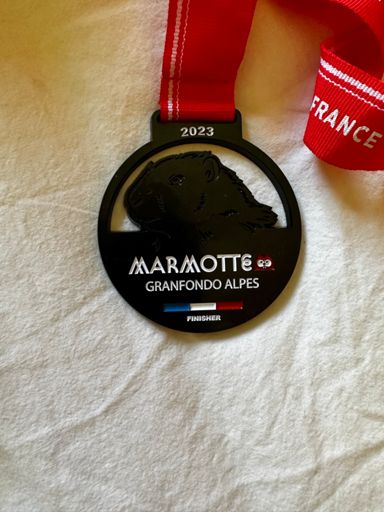 FRANCE
2023
MARMOTTE
GRANFONDO ALPES
FINISHER